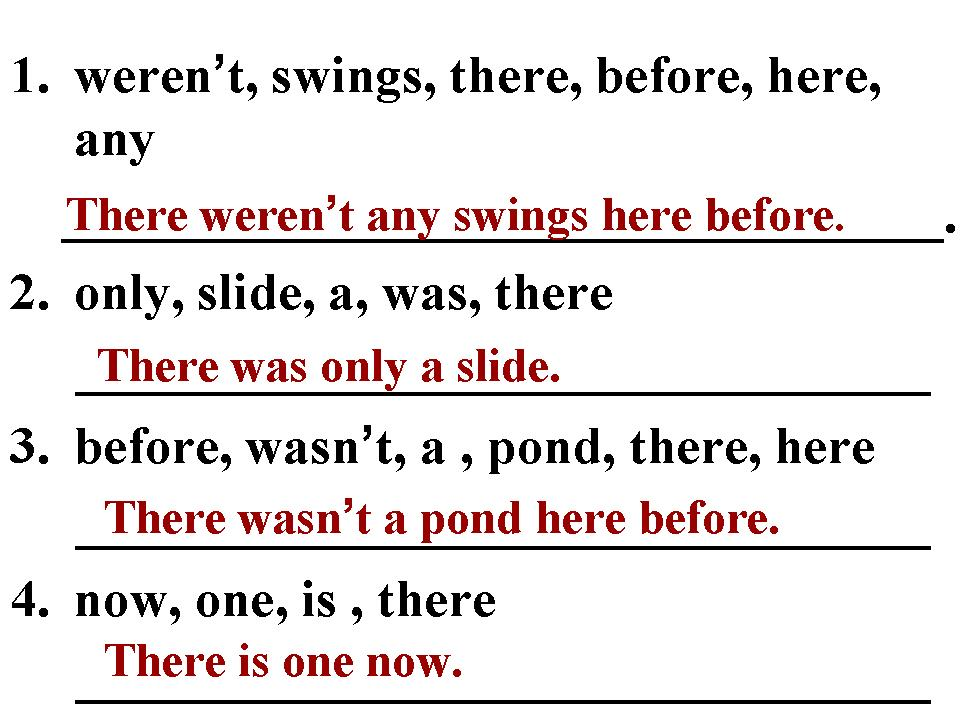 1. weren’t, swings, there, before, here,
any
There weren’t any swings here before. .
2. only, slide, a, was, there
There was only a slide.
3. before, wasn’t, a , pond, there, here
There wasn’t a pond here before.
4. now, one, is , there
There is one now.